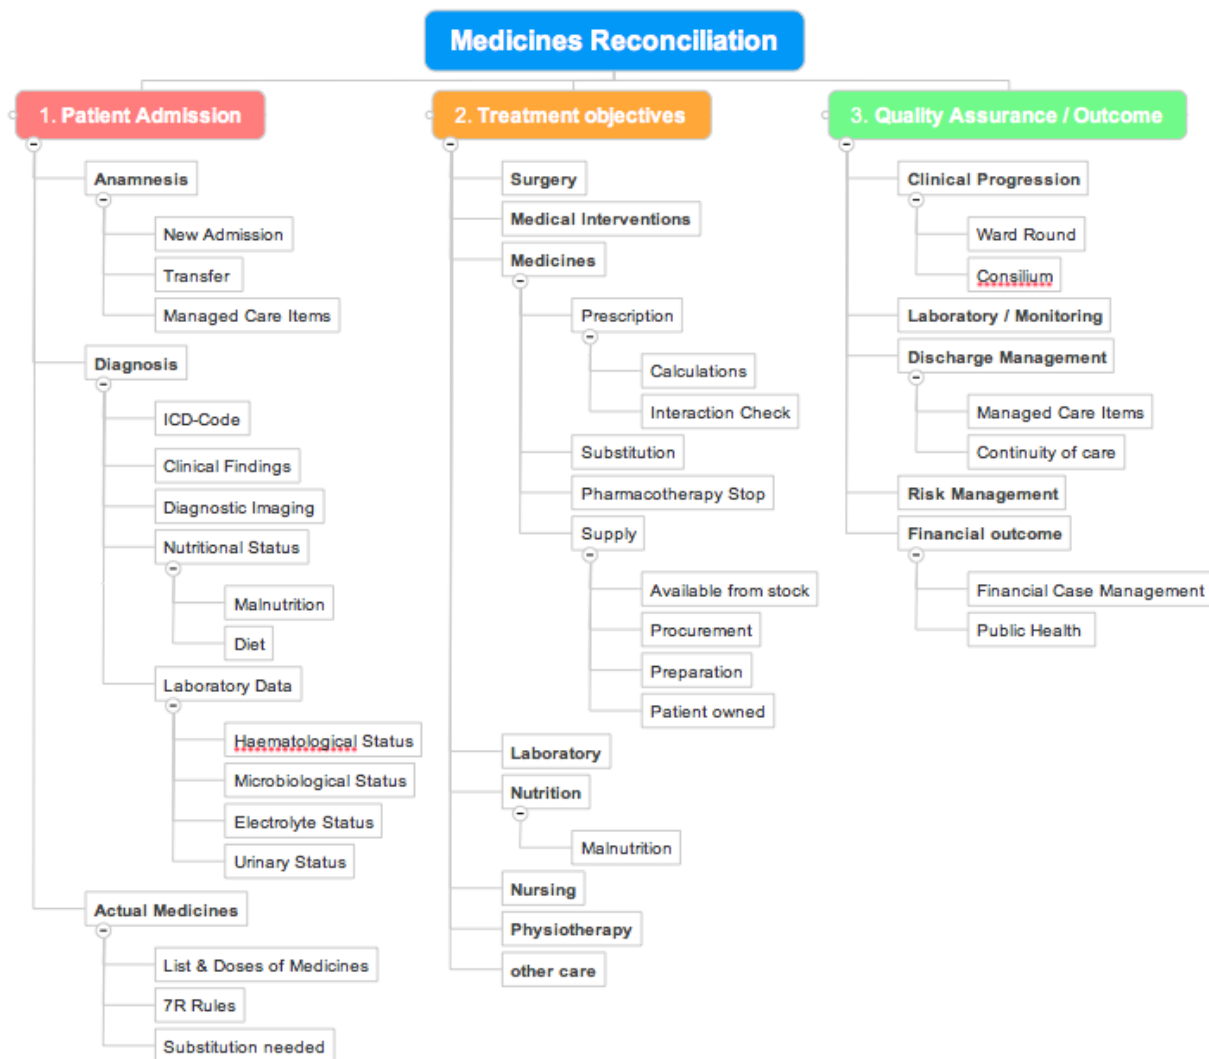 Medicines Reconciliation
1. Patient Admission
Anamnesis
New Admission
Transfer
Managed Care Items
Diagnosis
ICD-Code
Clinical Findings
Diagnostic Imaging
Nutritional Status
Malnutrition
Diet
Laboratory Data
Haematological Status
Microbiological Status
Electrolyte Status
Urinary Status
Actual Medicines
List & Doses of Medicines
7R Rules
Substitution needed
2. Treatment objectives
Surgery
Medical Interventions
Medicines
Prescription
Calculations
Interaction Check
Substitution
Pharmacotherapy Stop
Supply
Available from stock
Procurement
Preparation
Patient owned
Laboratory
Nutrition
Malnutrition
Nursing
Physiotherapy
other care
3. Quality Assurance / Outcome
Clinical Progression
Ward Round
Consilium
Laboratory / Monitoring
Discharge Management
Managed Care Items
Continuity of care
Risk Management
Financial outcome
Financial Case Management
Public Health